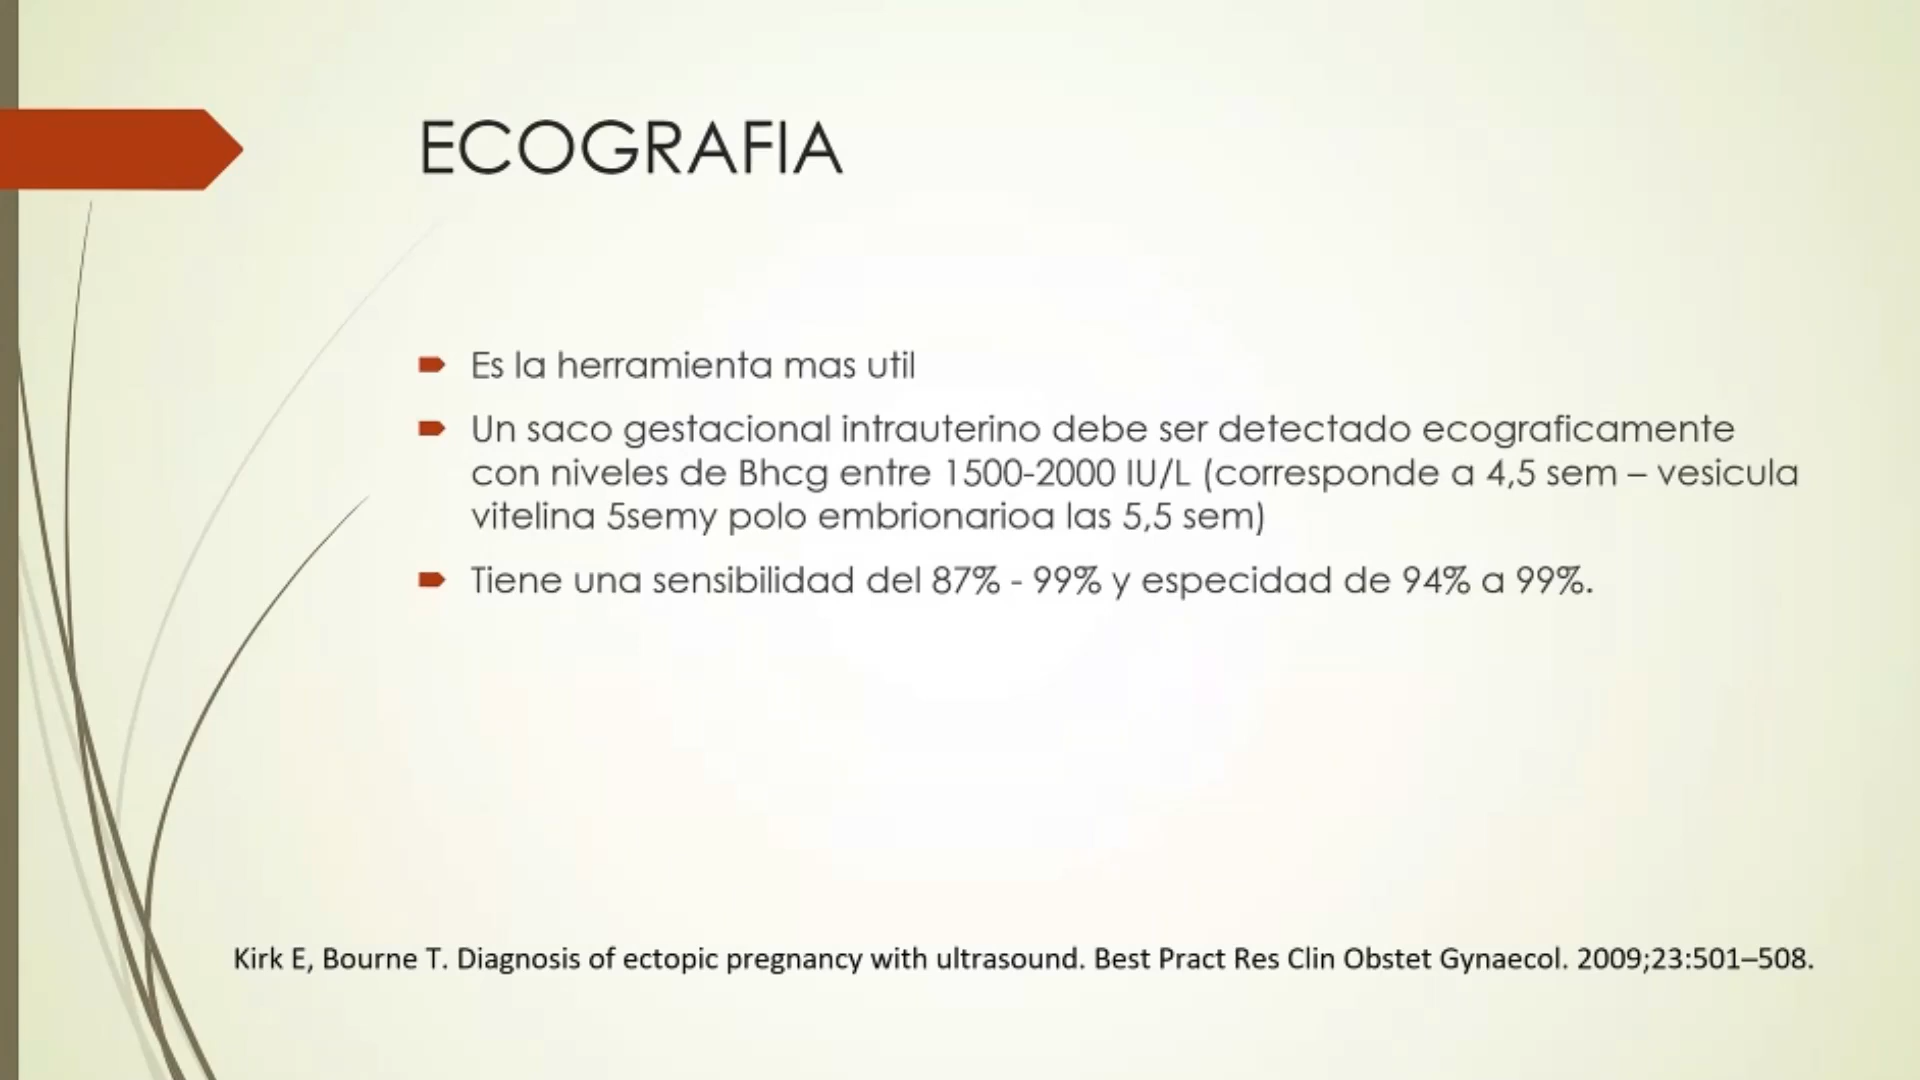 ECOGRAFIA
Es la herramienta mas util
Un saco gestacional intrauterino debe ser detectado ecograficamente
con niveles de Bhcg entre 1500-2000 IU/L (corresponde a 4,5 sem – vesicula
vitelina 5semy polo embrionarioa las 5,5 sem)
Tiene una sensibilidad del 87% - 99% y especidad de 94% a 99%.
Kirk E, Bourne T. Diagnosis of ectopic pregnancy with ultrasound. Best Pract Res Clin Obstet Gynaecol. 2009;23:501–508.